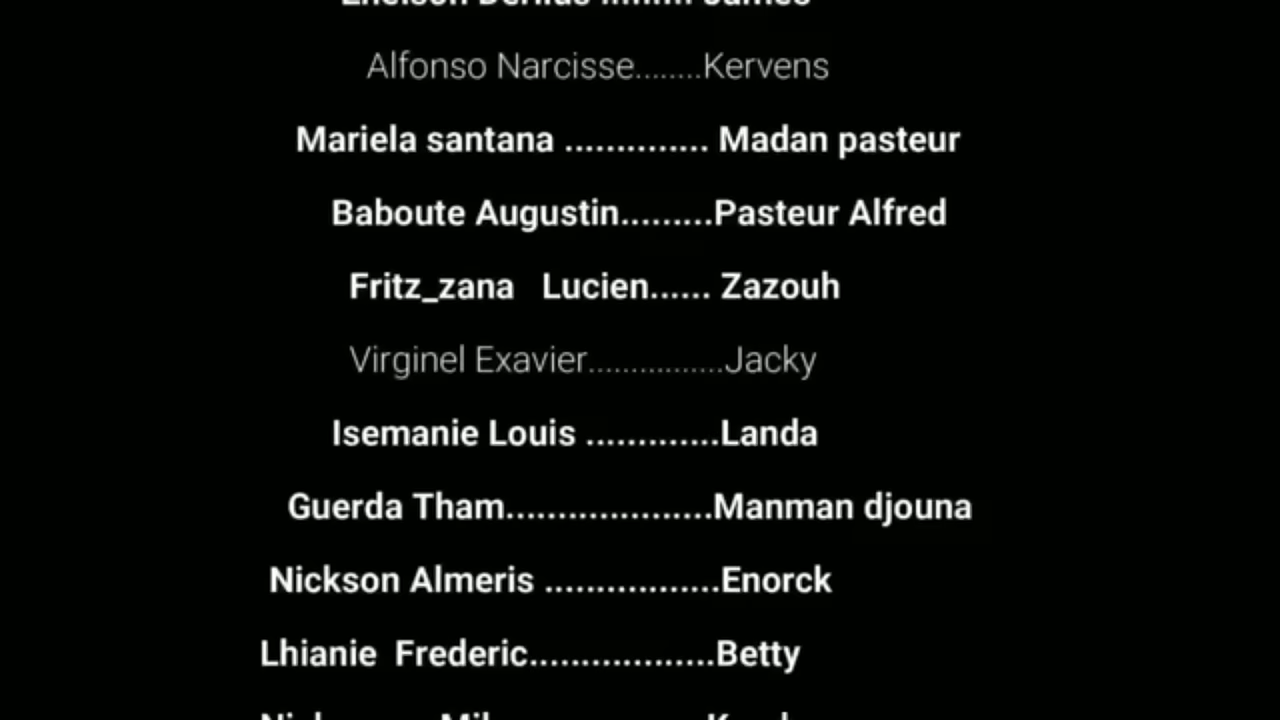 Alfonso Narcisse........Kervens
Mariela santana .............. Madan pasteur
Baboute Augustin.........Pasteur Alfred
Fritz_zana   Lucien...... Zazouh
Virginel Exavier................Jacky
Isemanie Louis .............Landa
Guerda Tham....................Manman djouna
Nickson Almeris .................Enorck
Lhianie  Frederic..................Betty